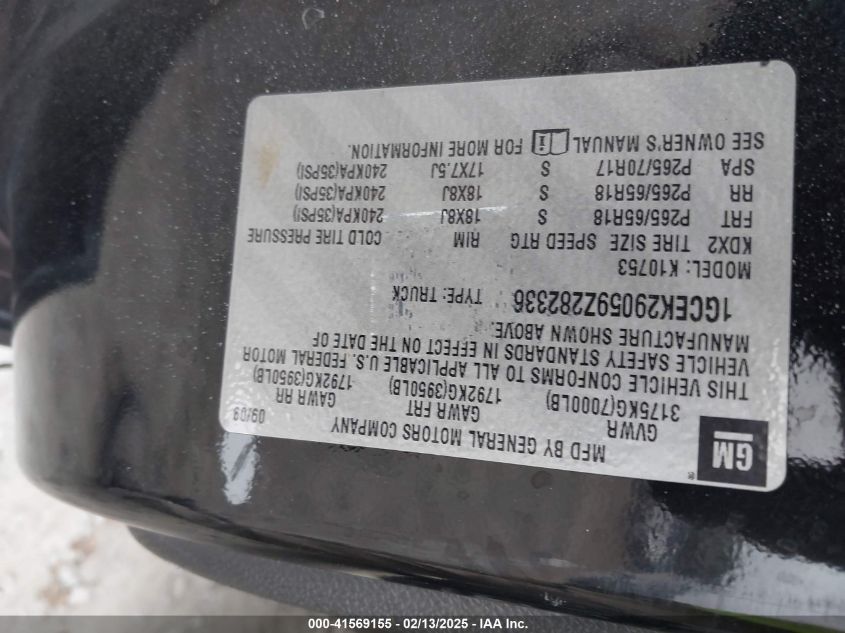 GM
®
MFD BY GENERAL MOTORS COMPANY
GVWR GAWR FRT GAWR RR
3175KG(7000LB) 1792KG(3950LB) 1792KG(3950LB)
THIS VEHICLE CONFORMS TO ALL APPLICABLE U.S. FEDERAL MOTOR
VEHICLE SAFETY STANDARDS IN EFFECT ON THE DATE OF
MANUFACTURE SHOWN ABOVE.
1GCEK29059Z282336 TYPE: TRUCK
MODEL: K10753
KDX2 TIRE SIZE SPEED RTG RIM COLD TIRE PRESSURE
FRT P265/65R18 S 18X8J 240KPA(35PSI)
RR P265/65R18 S 18X8J 240KPA(35PSI)
SPA P265/70R17 S 17X7.5J 240KPA(35PSI)
SEE OWNER'S MANUAL FOR MORE INFORMATION.
000-41569155 - 02/13/2025 - IAA Inc.